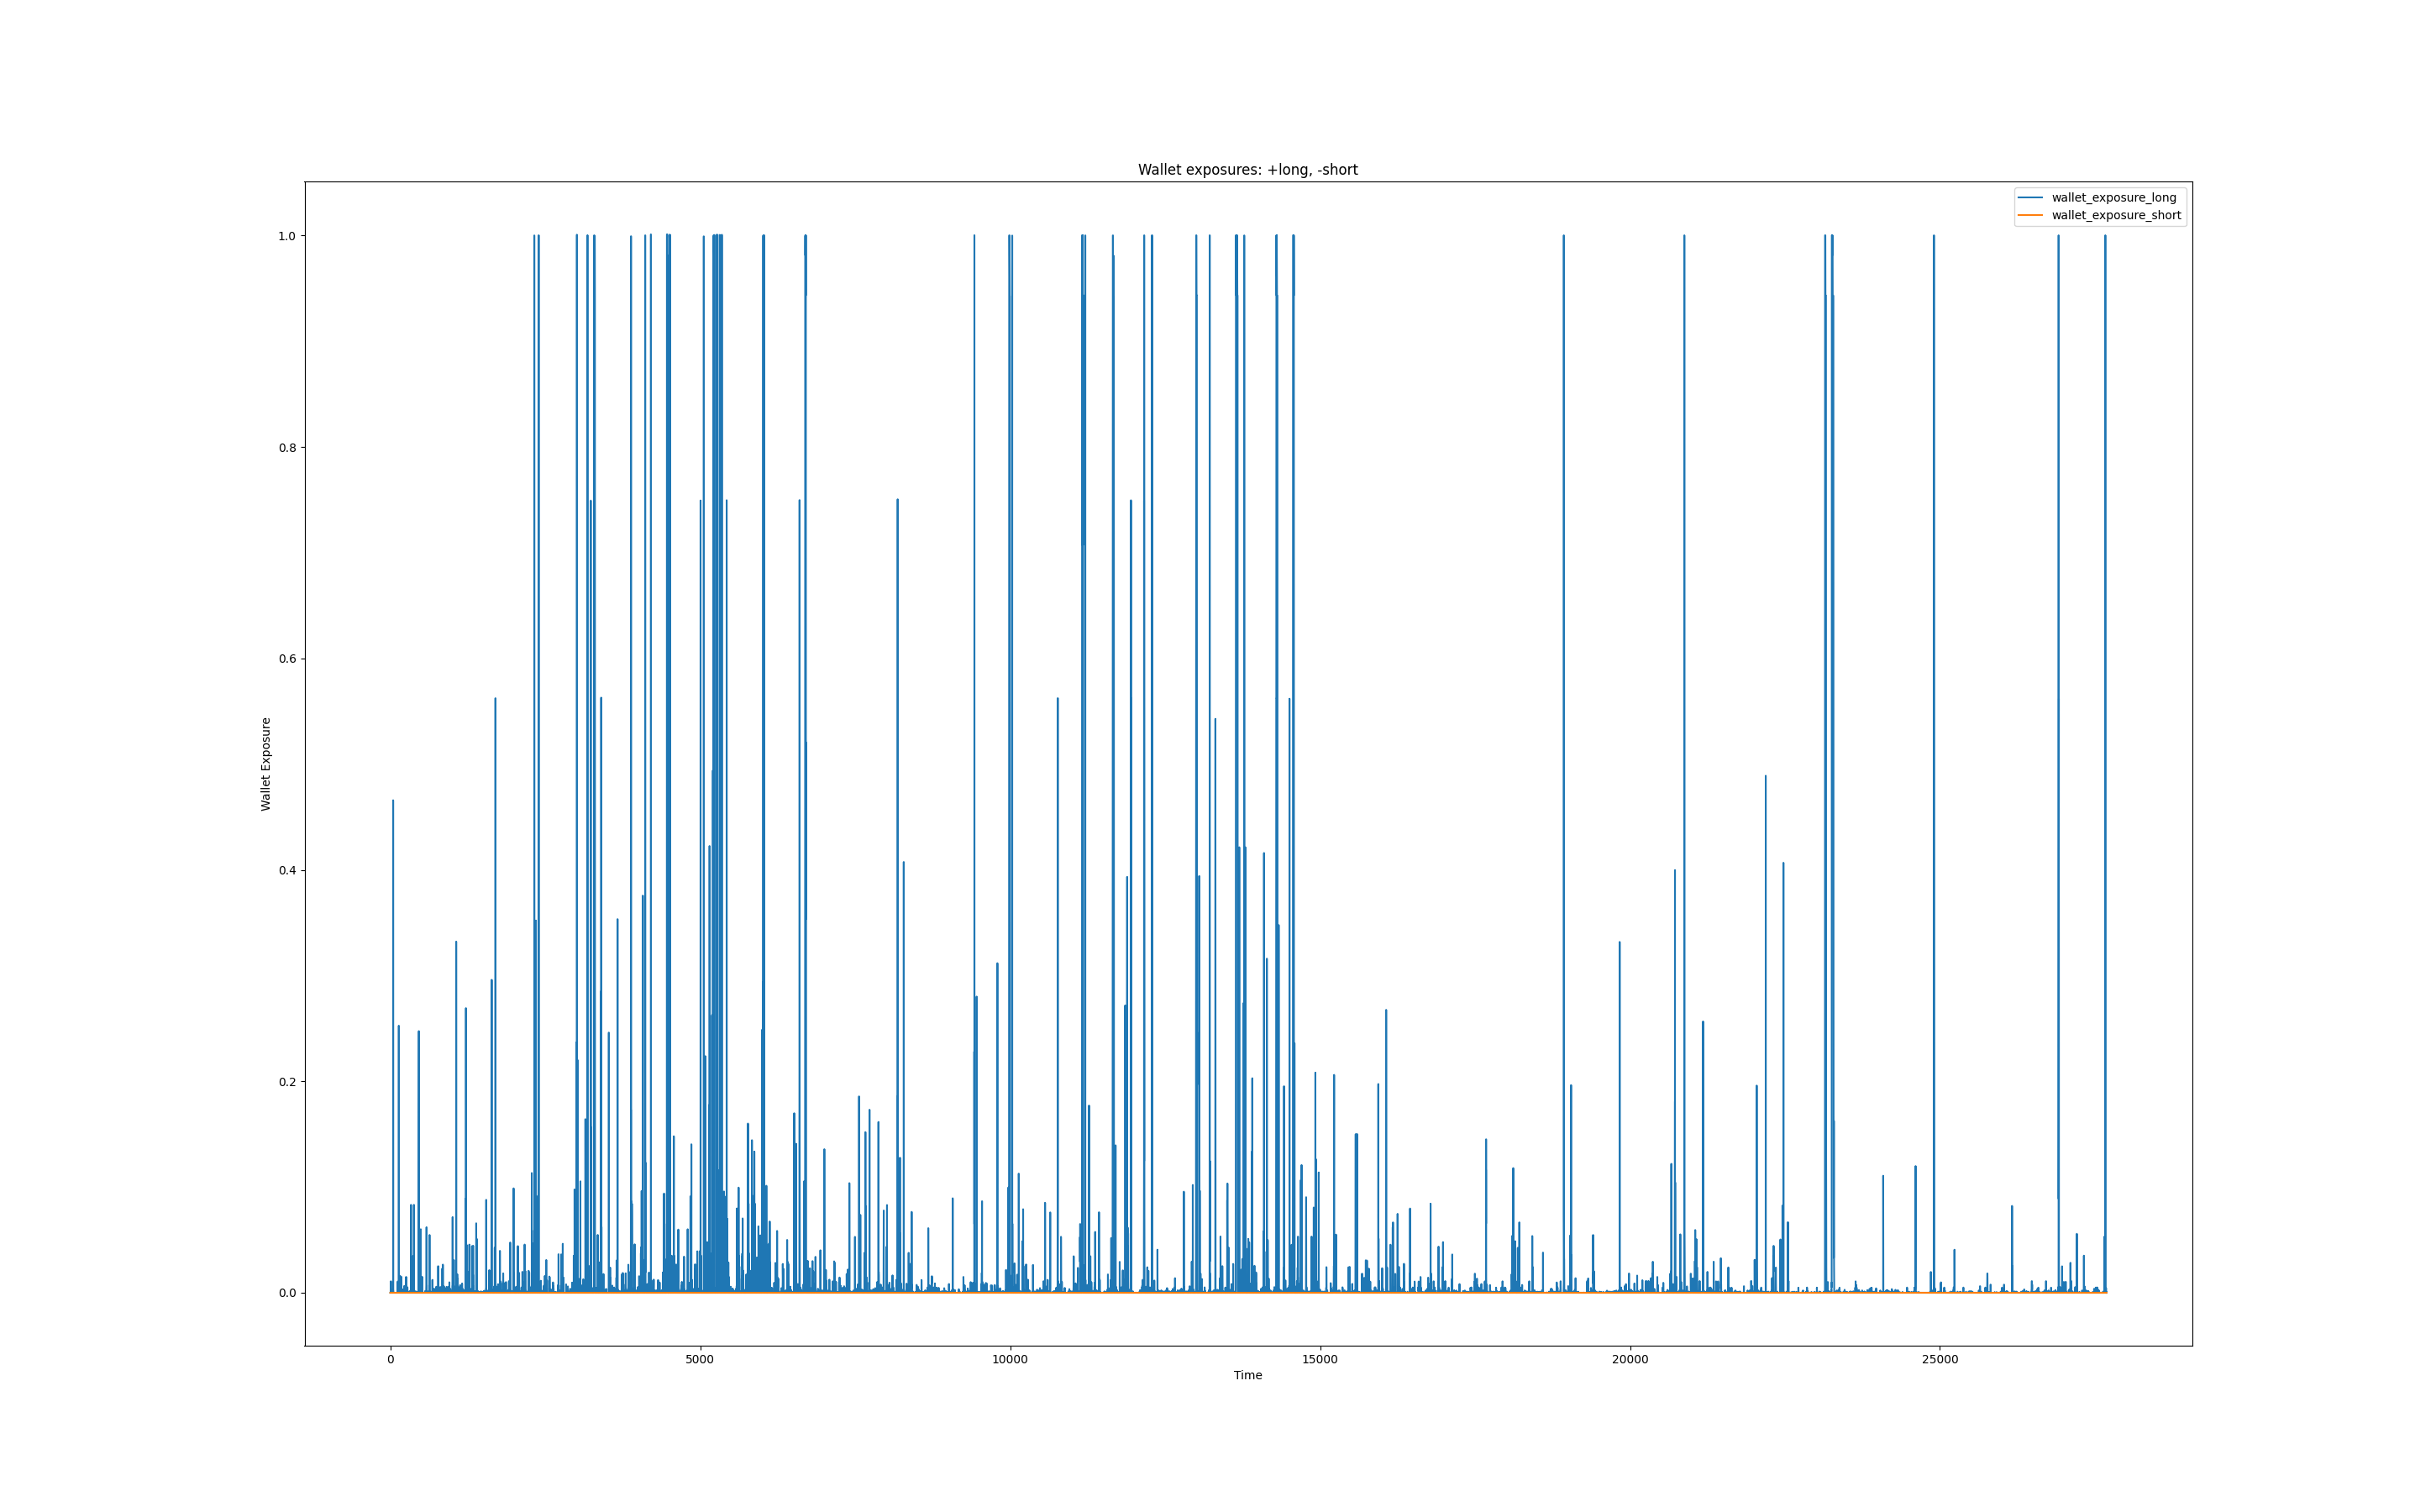 Wallet exposures: +long, -short
wallet_exposure_long
wallet_exposure_short
1.0
0.8
0.6
0.4
0.2
0.0
Wallet Exposure
0 5000 10000 15000 20000 25000
Time